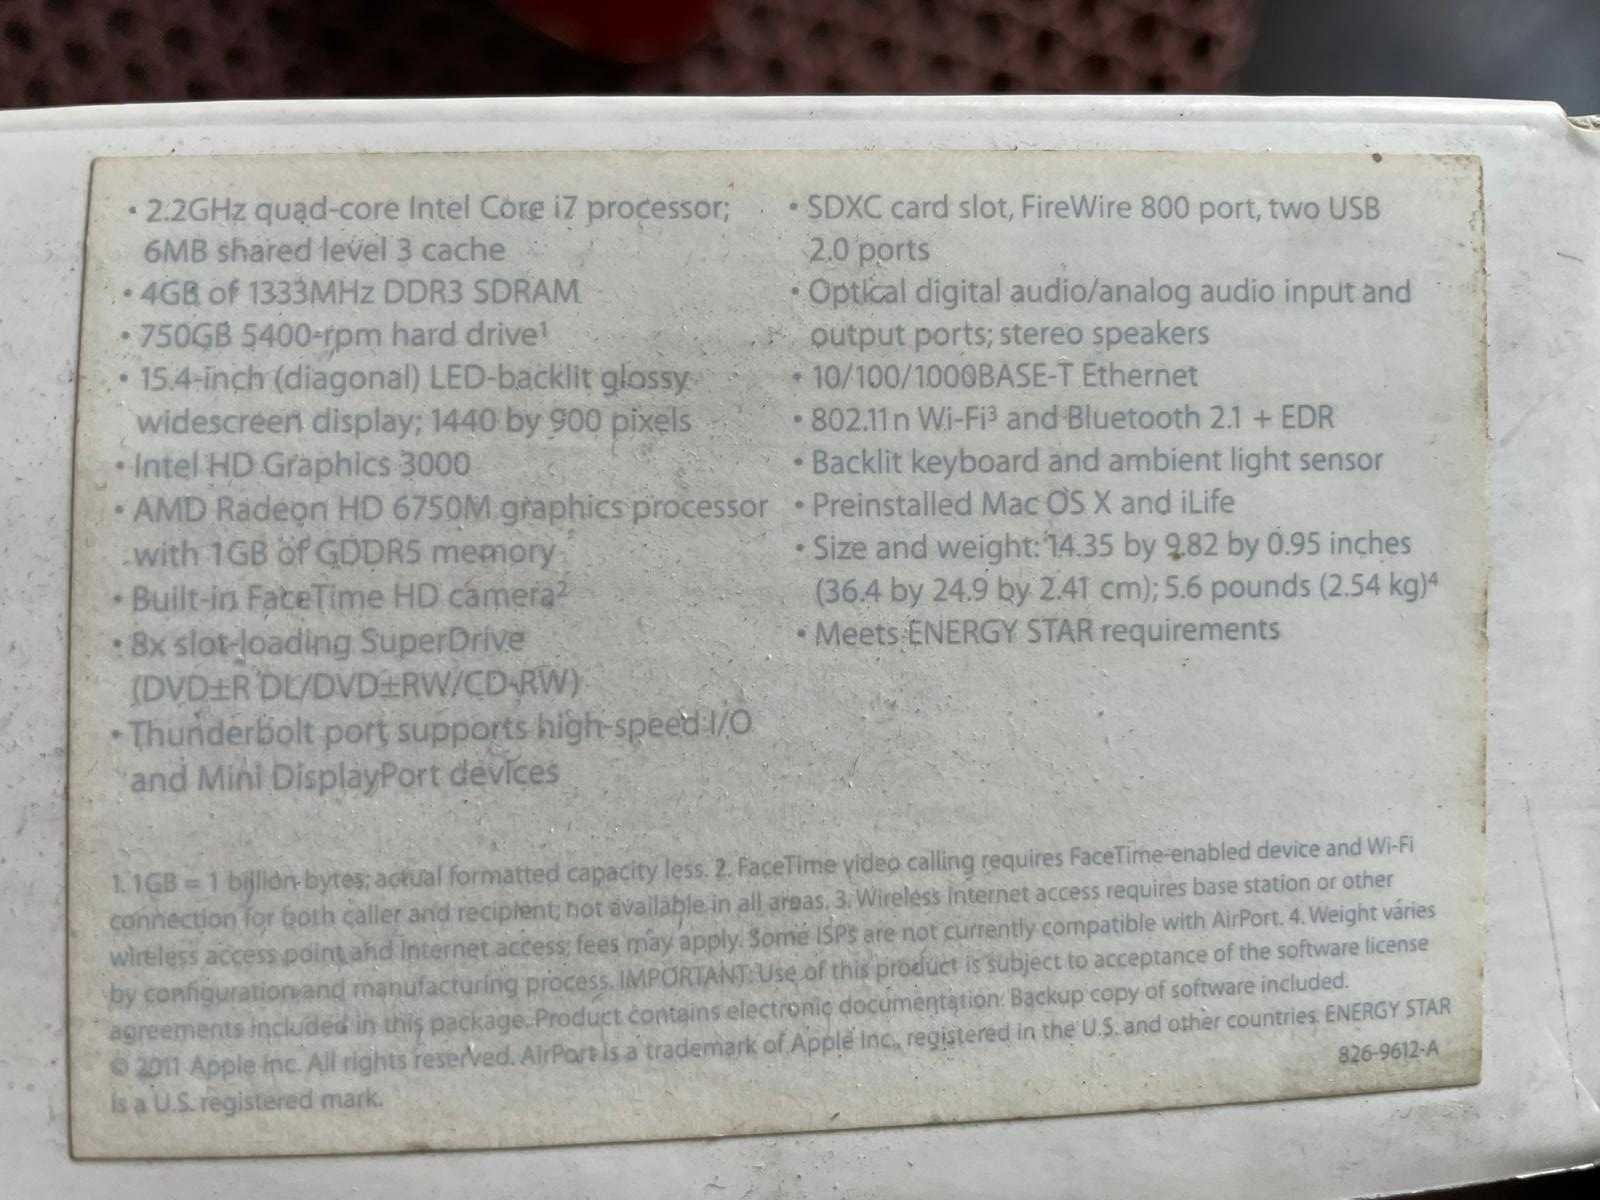 • 2.2GHz quad-core Intel Core i7 processor;
6MB shared level 3 cache
• 4GB of 1333MHz DDR3 SDRAM
• 750GB 5400-rpm hard drive¹
• 15.4-inch (diagonal) LED-backlit glossy
widescreen display; 1440 by 900 pixels
• Intel HD Graphics 3000
• AMD Radeon HD 6750M graphics processor
with 1GB of GDDR5 memory
• Built-in FaceTime HD camera²
• 8x slot-loading SuperDrive
(DVD±R DL/DVD±RW/CD-RW)
• Thunderbolt port supports high-speed I/O
and Mini DisplayPort devices
• SDXC card slot, FireWire 800 port, two USB
2.0 ports
• Optical digital audio/analog audio input and
output ports; stereo speakers
• 10/100/1000BASE-T Ethernet
• 802.11n Wi-Fi³ and Bluetooth 2.1 + EDR
• Backlit keyboard and ambient light sensor
• Preinstalled Mac OS X and iLife
• Size and weight: 14.35 by 9.82 by 0.95 inches
(36.4 by 24.9 by 2.41 cm); 5.6 pounds (2.54 kg)⁴
• Meets ENERGY STAR requirements
1. 1GB = 1 billion bytes; actual formatted capacity less. 2. FaceTime video calling requires FaceTime-enabled device and Wi-Fi
connection for both caller and recipient; not available in all areas. 3. Wireless Internet access requires base station or other
wireless access point and Internet access; fees may apply. Some ISPs are not currently compatible with AirPort. 4. Weight varies
by configuration and manufacturing process. IMPORTANT: Use of this product is subject to acceptance of the software license
agreements included in this package. Product contains electronic documentation. Backup copy of software included.
© 2011 Apple Inc. All rights reserved. AirPort is a trademark of Apple Inc., registered in the U.S. and other countries. ENERGY STAR
is a U.S. registered mark.
826-9612-A